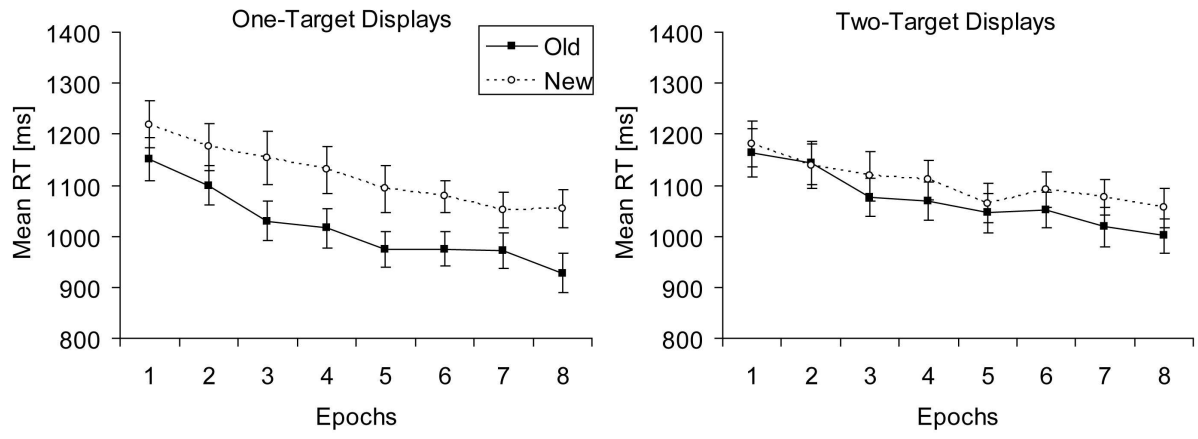 One-Target Displays
Old
New
Mean RT [ms]
1400
1300
1200
1100
1000
900
800
1 2 3 4 5 6 7 8
Epochs
Two-Target Displays
Mean RT [ms]
1400
1300
1200
1100
1000
900
800
1 2 3 4 5 6 7 8
Epochs